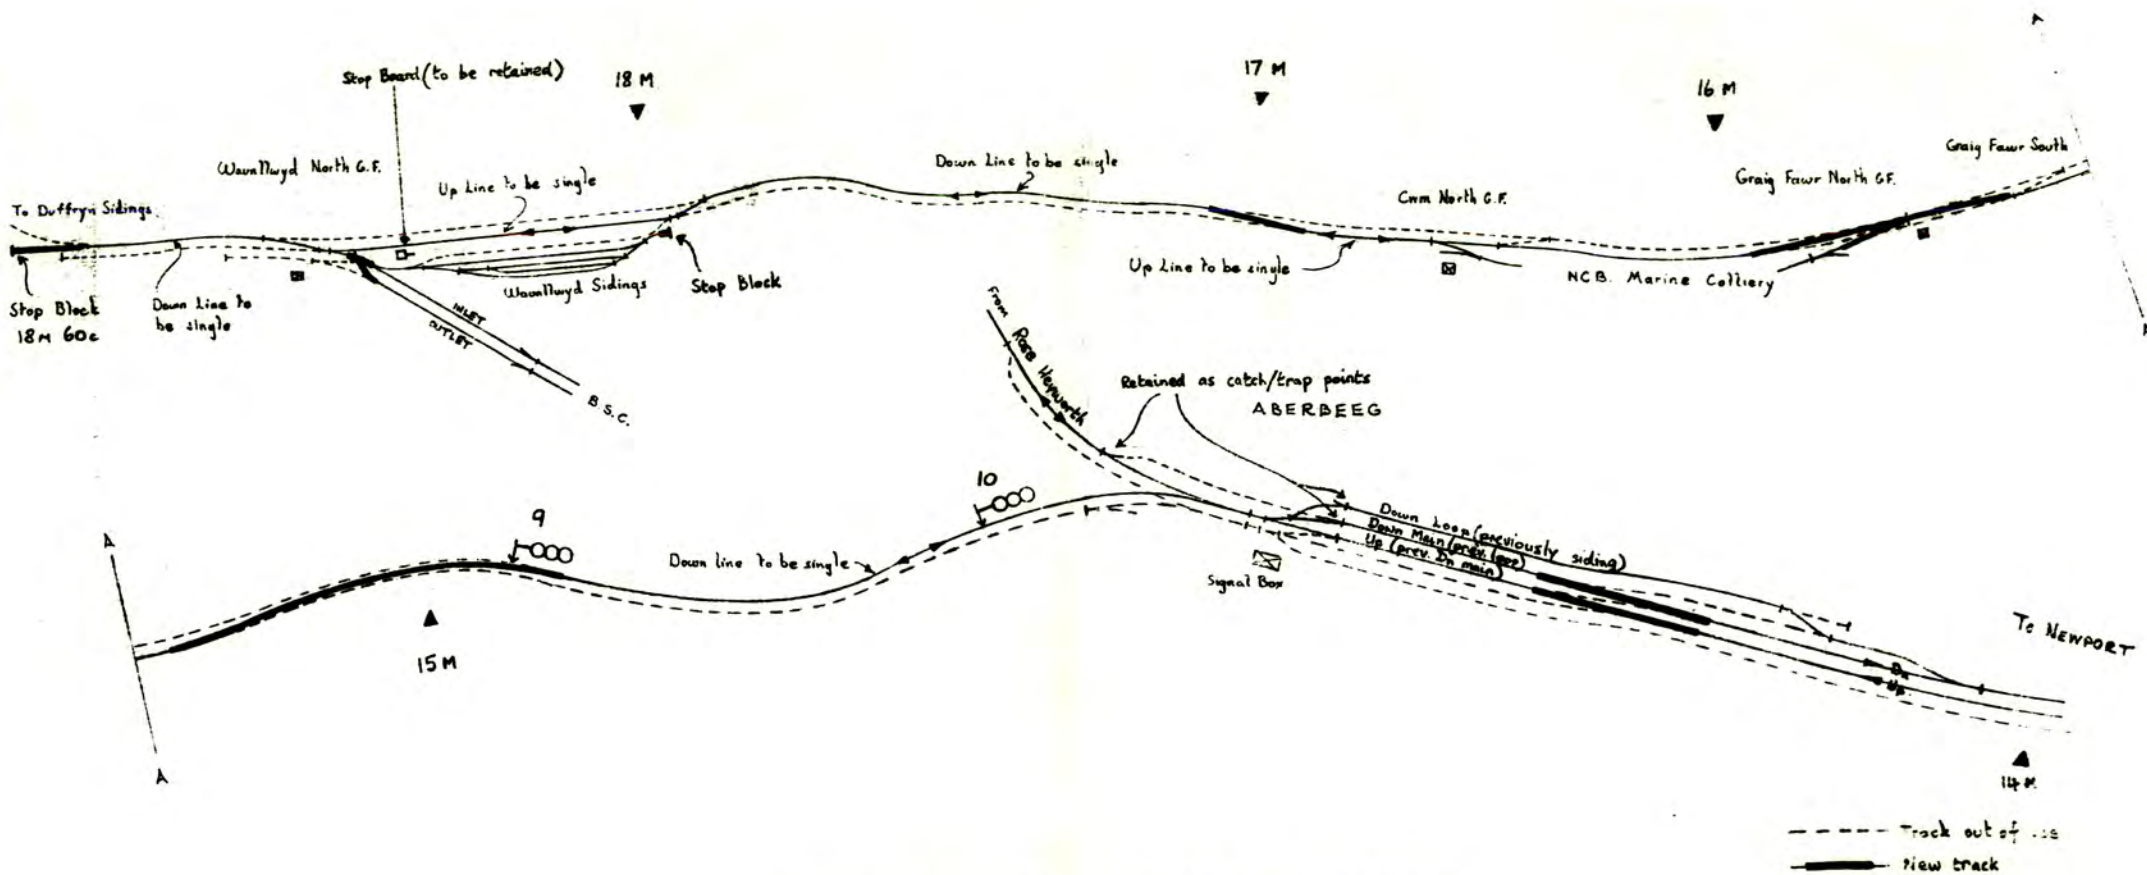 A
Stop Board (to be retained)
18 M
17 M
16 M
Waunllwyd North G.F.
Up Line to be single
Down Line to be single
Cwm North G.F.
Graig Fawr North G.F.
Graig Fawr South
To Duffryn Sidings
Stop Block
18M 60c
Down Line to
be single
INLET
OUTLET
B.S.C.
Waunllwyd Sidings
Stop Block
Up Line to be single
N.C.B. Marine Colliery
A
From Rose Heyworth
Retained as catch/trap points
ABERBEEG
A
9
10
Down line to be single
Signal Box
Down Loop (previously siding)
Down Main (prev. loop)
Up (prev. Dn main)
15 M
A
Dn
Up
To NEWPORT
14 M
Track out of use
New track